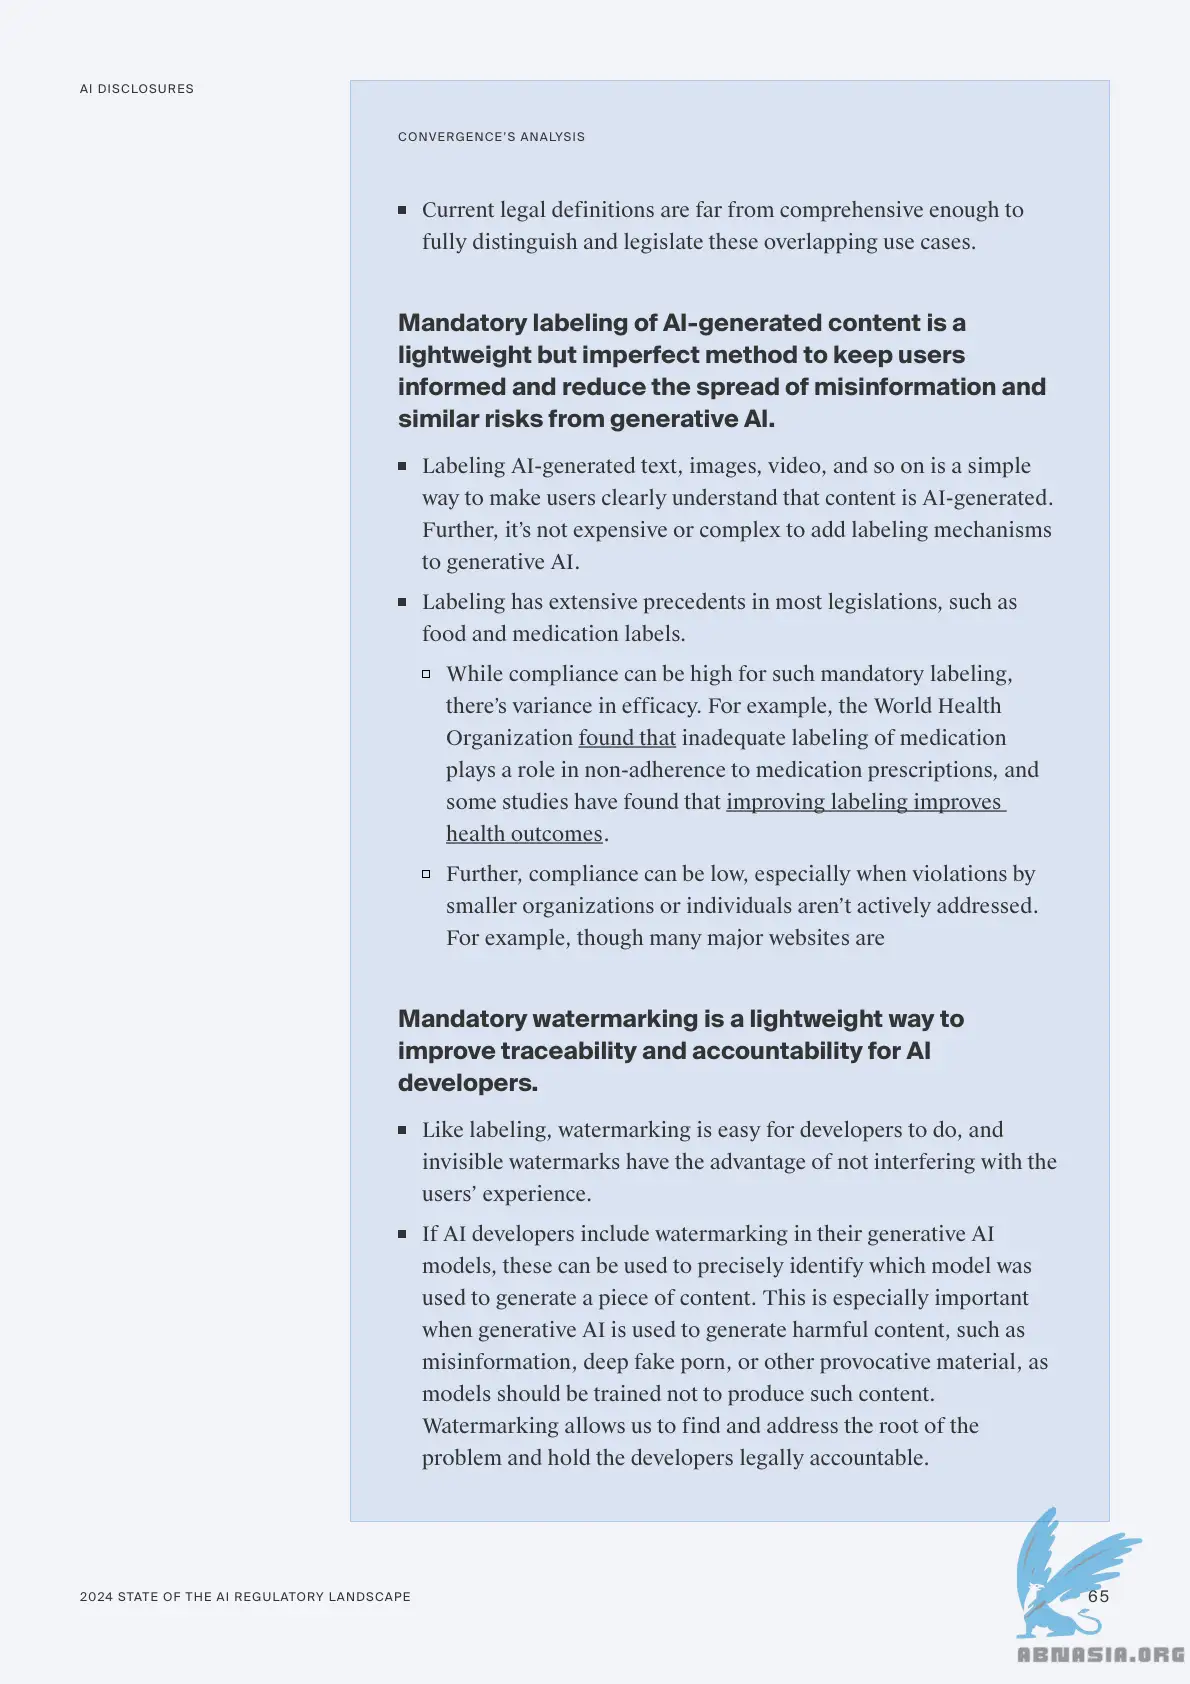 AI DISCLOSURES
CONVERGENCE'S ANALYSIS
▪ Current legal definitions are far from comprehensive enough to
fully distinguish and legislate these overlapping use cases.
Mandatory labeling of AI-generated content is a
lightweight but imperfect method to keep users
informed and reduce the spread of misinformation and
similar risks from generative AI.
▪ Labeling AI-generated text, images, video, and so on is a simple
way to make users clearly understand that content is AI-generated.
Further, it’s not expensive or complex to add labeling mechanisms
to generative AI.
▪ Labeling has extensive precedents in most legislations, such as
food and medication labels.
▫ While compliance can be high for such mandatory labeling,
there’s variance in efficacy. For example, the World Health
Organization found that inadequate labeling of medication
plays a role in non-adherence to medication prescriptions, and
some studies have found that improving labeling improves
health outcomes.
▫ Further, compliance can be low, especially when violations by
smaller organizations or individuals aren’t actively addressed.
For example, though many major websites are
Mandatory watermarking is a lightweight way to
improve traceability and accountability for AI
developers.
▪ Like labeling, watermarking is easy for developers to do, and
invisible watermarks have the advantage of not interfering with the
users’ experience.
▪ If AI developers include watermarking in their generative AI
models, these can be used to precisely identify which model was
used to generate a piece of content. This is especially important
when generative AI is used to generate harmful content, such as
misinformation, deep fake porn, or other provocative material, as
models should be trained not to produce such content.
Watermarking allows us to find and address the root of the
problem and hold the developers legally accountable.
2024 STATE OF THE AI REGULATORY LANDSCAPE
65
ABNASIA.ORG